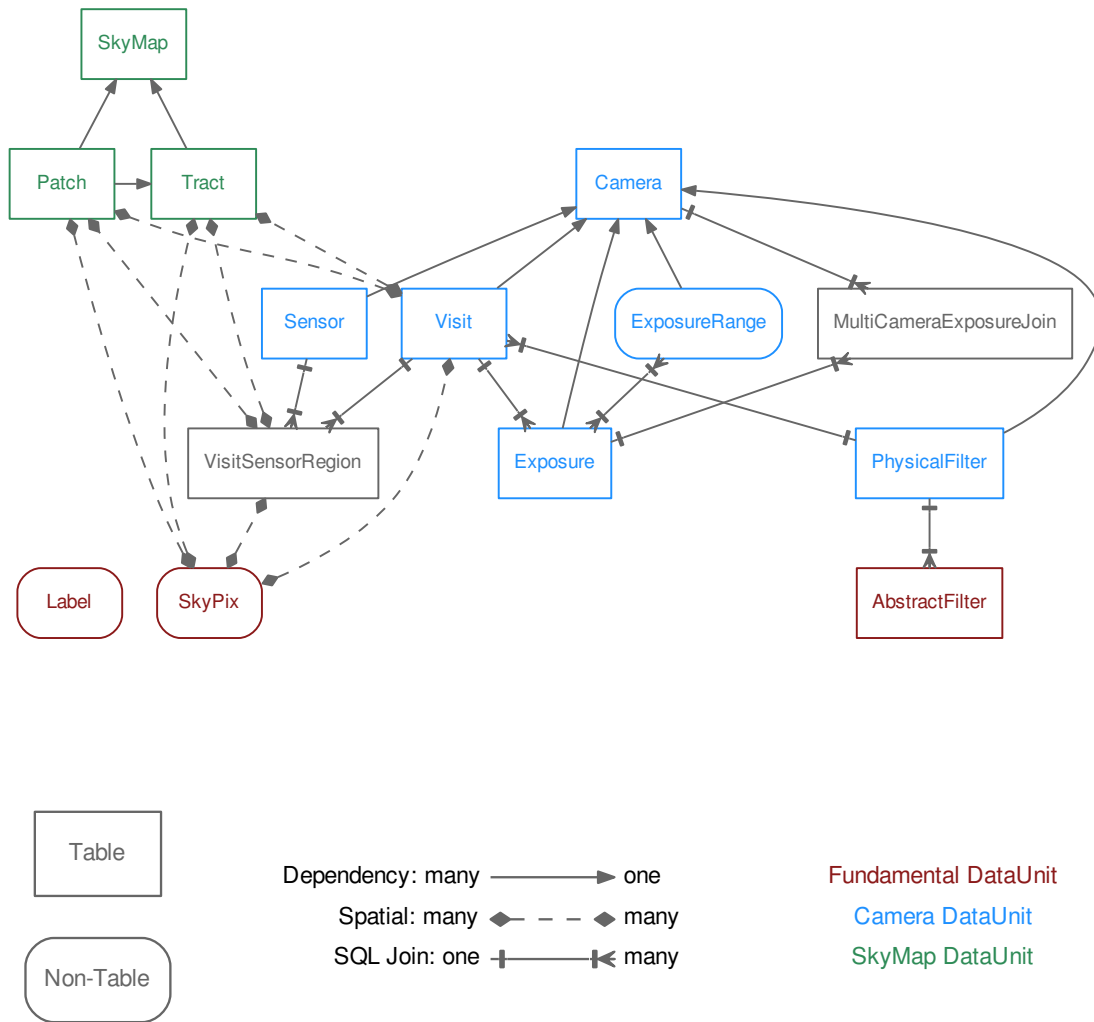 SkyMap
Patch
Tract
Camera
Sensor
Visit
ExposureRange
MultiCameraExposureJoin
VisitSensorRegion
Exposure
PhysicalFilter
Label
SkyPix
AbstractFilter
Table
Non-Table
Dependency: many one
Spatial: many many
SQL Join: one many
Fundamental DataUnit
Camera DataUnit
SkyMap DataUnit